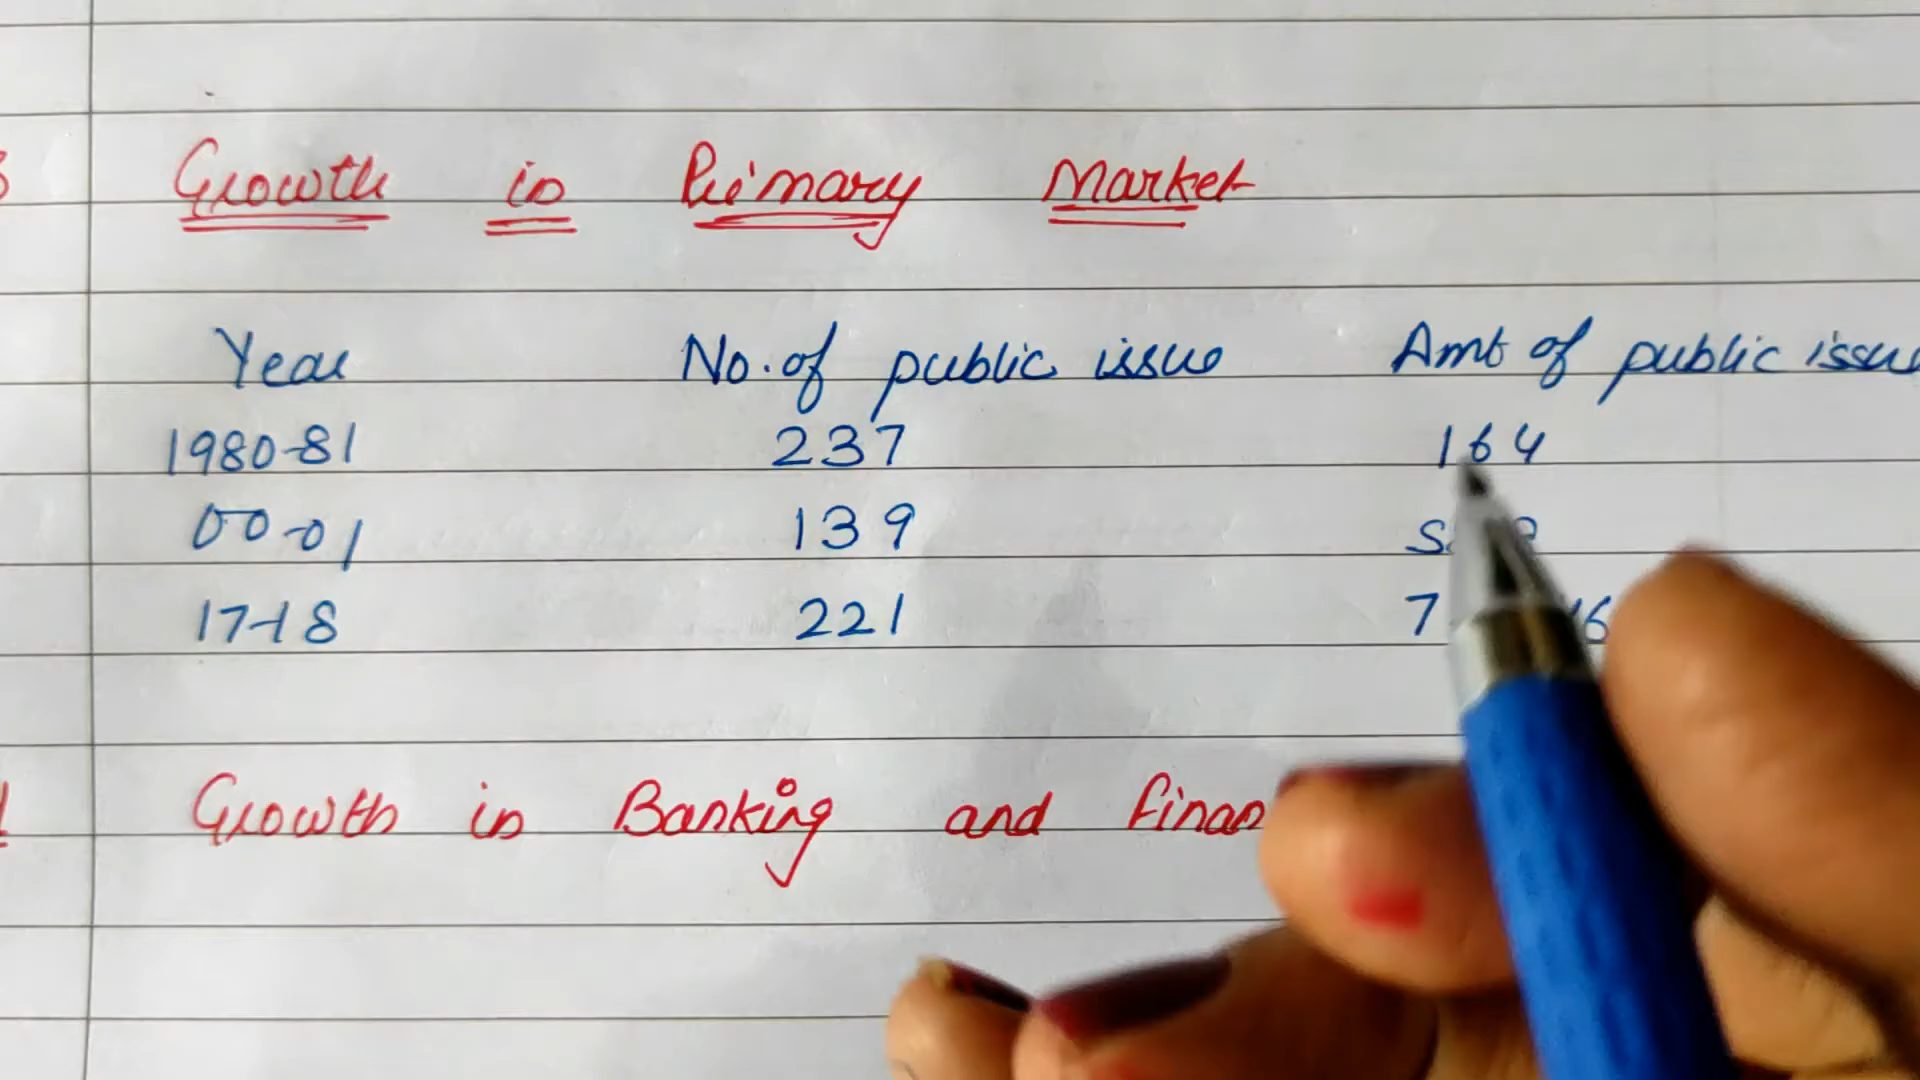 Growth in Primary Market
Year No. of public issue Amt of public issue
1980-81 237 164
00-01 139
17-18 221
Growth in Banking and